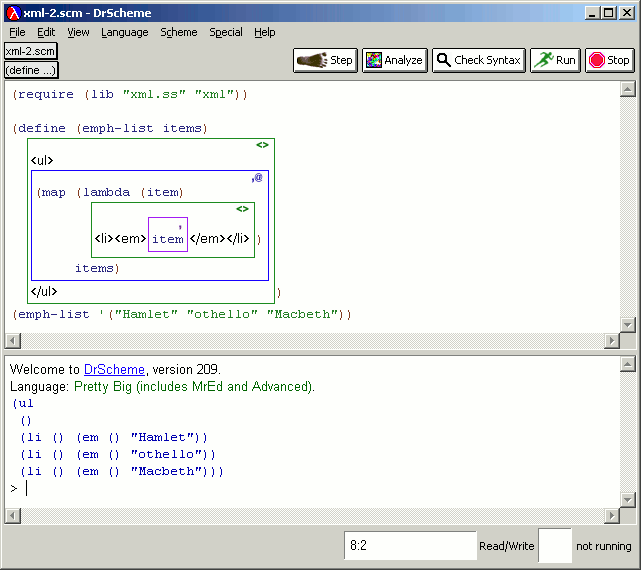 xml-2.scm - DrScheme
File Edit View Language Scheme Special Help
xml-2.scm
(define ...)
Step Analyze Check Syntax Run Stop
(require (lib "xml.ss" "xml"))
(define (emph-list items)
<>
<ul>
,@
(map (lambda (item)
<>
'
<li><em> item </em></li> )
items)
</ul> )
(emph-list '("Hamlet" "othello" "Macbeth"))
Welcome to DrScheme, version 209.
Language: Pretty Big (includes MrEd and Advanced).
(ul
()
(li () (em () "Hamlet"))
(li () (em () "othello"))
(li () (em () "Macbeth")))
>
8:2 Read/Write not running